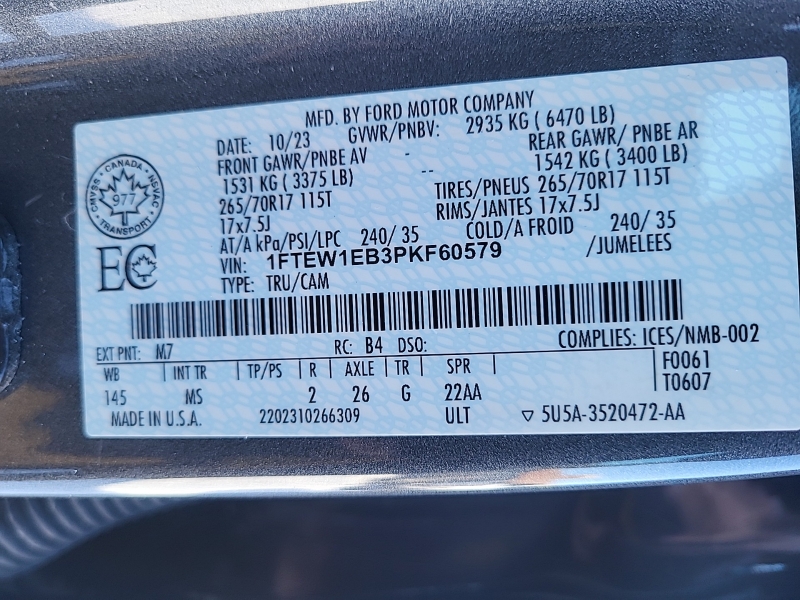 MFD. BY FORD MOTOR COMPANY
DATE: 10/23 GVWR/PNBV: 2935 KG ( 6470 LB)
FRONT GAWR/PNBE AV - REAR GAWR/ PNBE AR
1531 KG ( 3375 LB) -- 1542 KG ( 3400 LB)
265/70R17 115T TIRES/PNEUS 265/70R17 115T
17x7.5J RIMS/JANTES 17x7.5J
AT/A kPa/PSI/LPC 240/ 35 COLD/A FROID 240/ 35
VIN: 1FTEW1EB3PKF60579 /JUMELEES
TYPE: TRU/CAM
CANADA
CMVSS NSVAC
977
TRANSPORT
EC
EXT PNT: M7 RC: B4 DSO: COMPLIES: ICES/NMB-002
WB INT TR TP/PS R AXLE TR SPR F0061
145 MS 2 26 G 22AA T0607
MADE IN U.S.A. 2202310266309 ULT ▽ 5U5A-3520472-AA